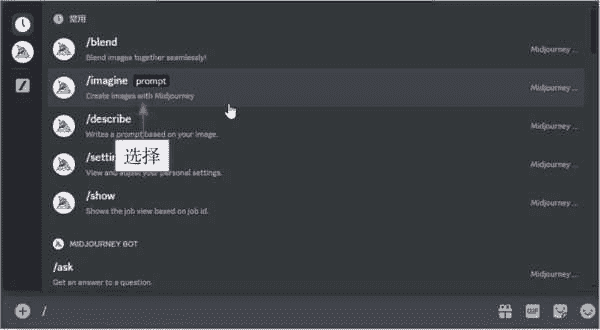 常用
/blend
Blend images together seamlessly!
Midjourney ...
/imagine prompt
Create images with Midjourney
Midjourney ...
/describe
Writes a prompt based on your image.
Midjourney ...
选择
/settin
View and adjust your personal settings.
Midjourney ...
/show
Shows the job view based on job id.
Midjourney ...
MIDJOURNEY BOT
/ask
Get an answer to a question.
Midjourney ...
/
GIF